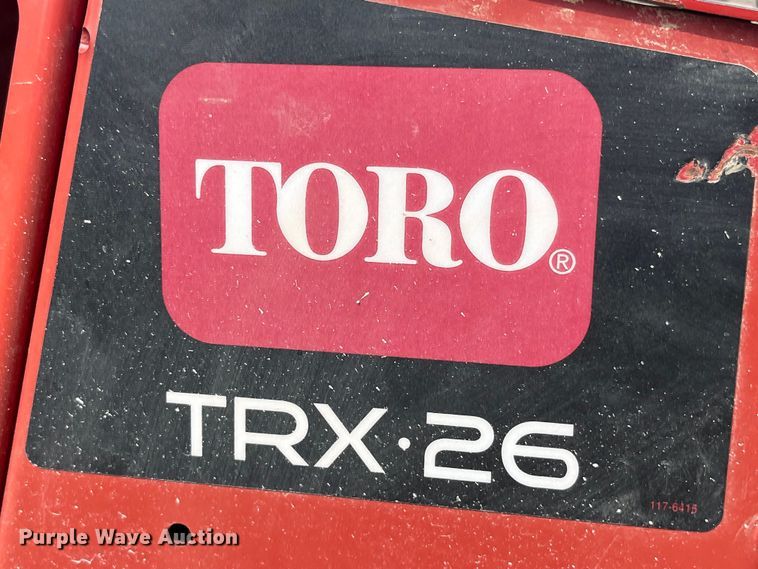 TORO®
TRX·26
117-6415
Purple Wave Auction